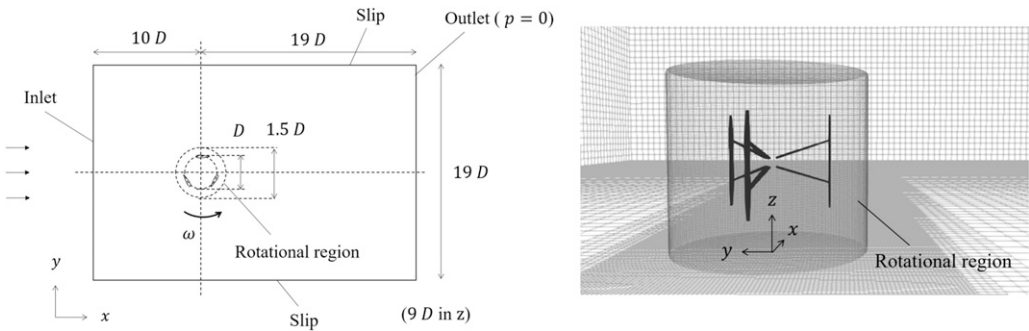 Slip
Outlet ( p = 0)
10 D
19 D
Inlet
D
1.5 D
19 D
ω
Rotational region
y
x
Slip
(9 D in z)
z
x
y
Rotational region